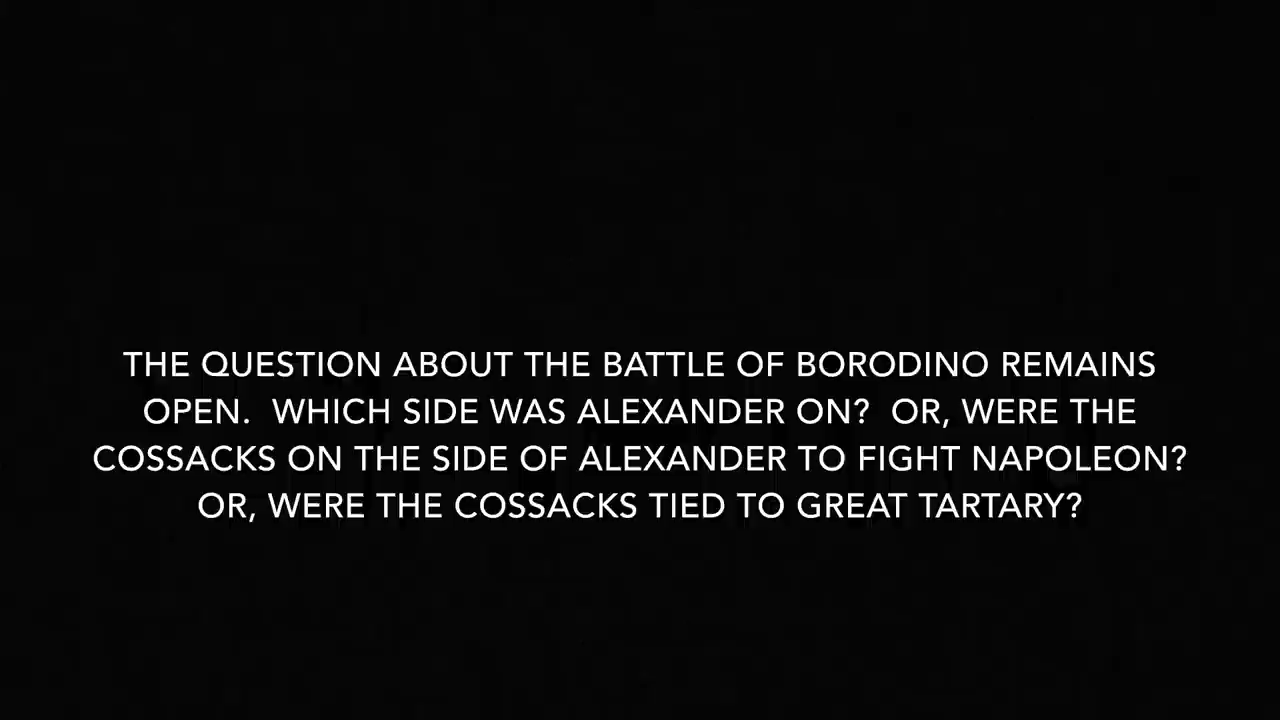 THE QUESTION ABOUT THE BATTLE OF BORODINO REMAINS
OPEN.  WHICH SIDE WAS ALEXANDER ON?  OR, WERE THE
COSSACKS ON THE SIDE OF ALEXANDER TO FIGHT NAPOLEON?
OR, WERE THE COSSACKS TIED TO GREAT TARTARY?